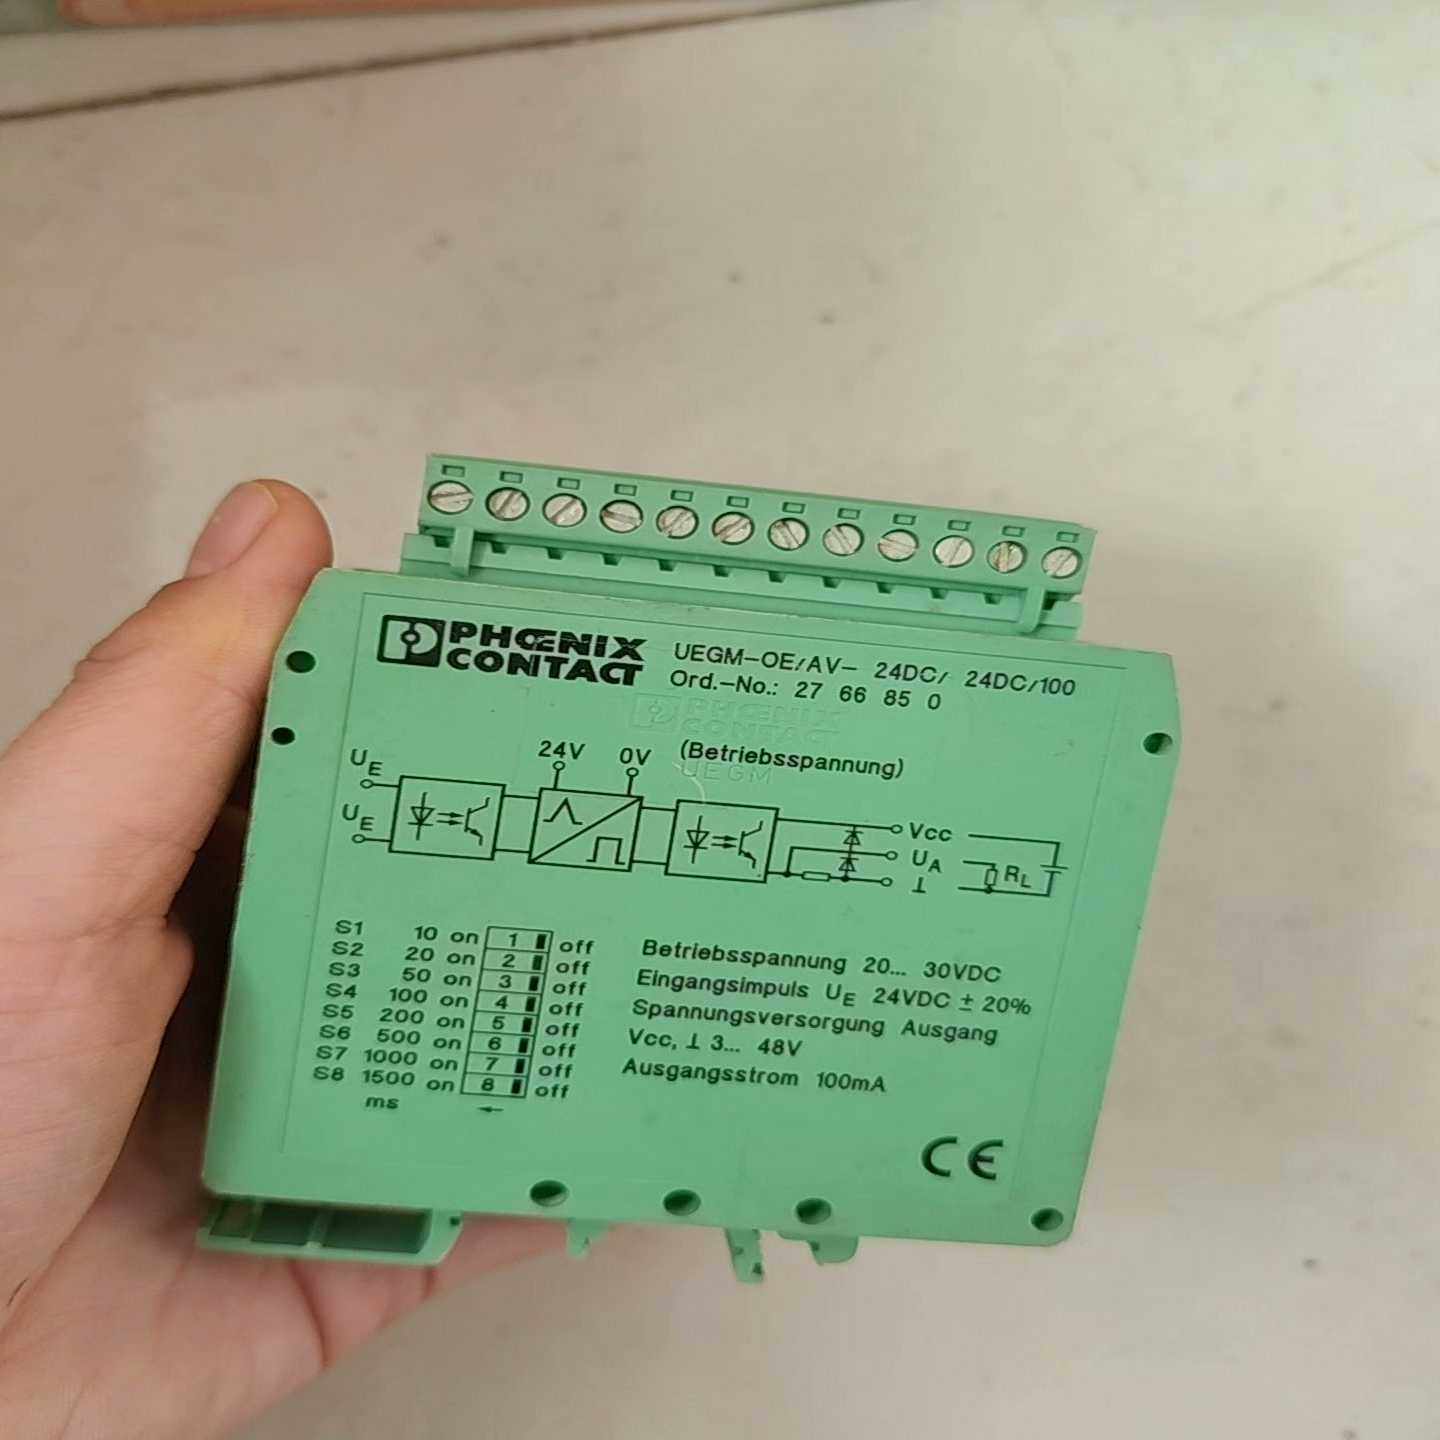 PHŒNIX
CONTACT
UEGM-OE/AV- 24DC/ 24DC/100
Ord.-No.: 27 66 85 0
PHŒNIX
CONTACT
UEGM
24V 0V (Betriebsspannung)
UE
UE
Vcc
UA
⊥
RL
S1 10 on 1 off
S2 20 on 2 off
S3 50 on 3 off
S4 100 on 4 off
S5 200 on 5 off
S6 500 on 6 off
S7 1000 on 7 off
S8 1500 on 8 off
ms ←
Betriebsspannung 20... 30VDC
Eingangsimpuls UE 24VDC ± 20%
Spannungsversorgung Ausgang
Vcc, ⊥ 3... 48V
Ausgangsstrom 100mA
CE